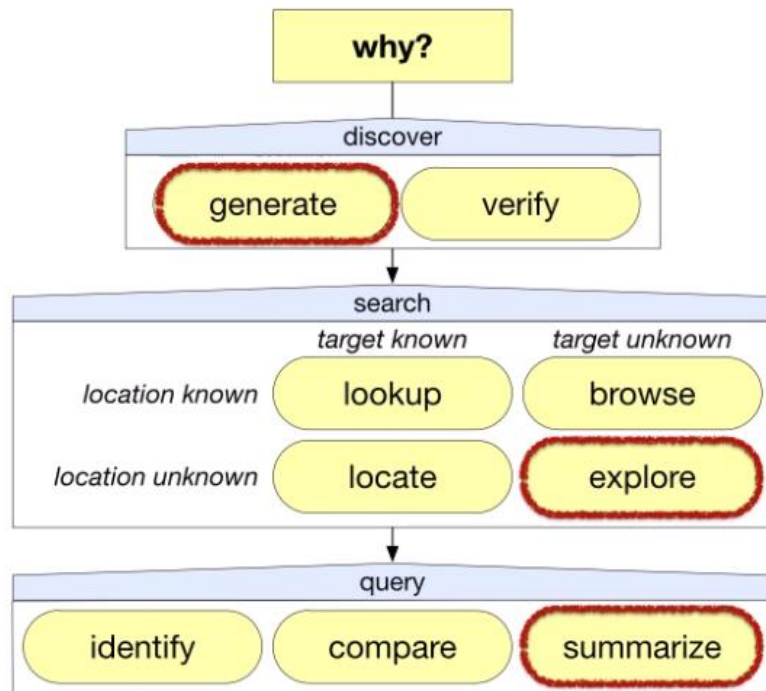 why?
discover
generate verify
search
target known target unknown
location known lookup browse
location unknown locate explore
query
identify compare summarize